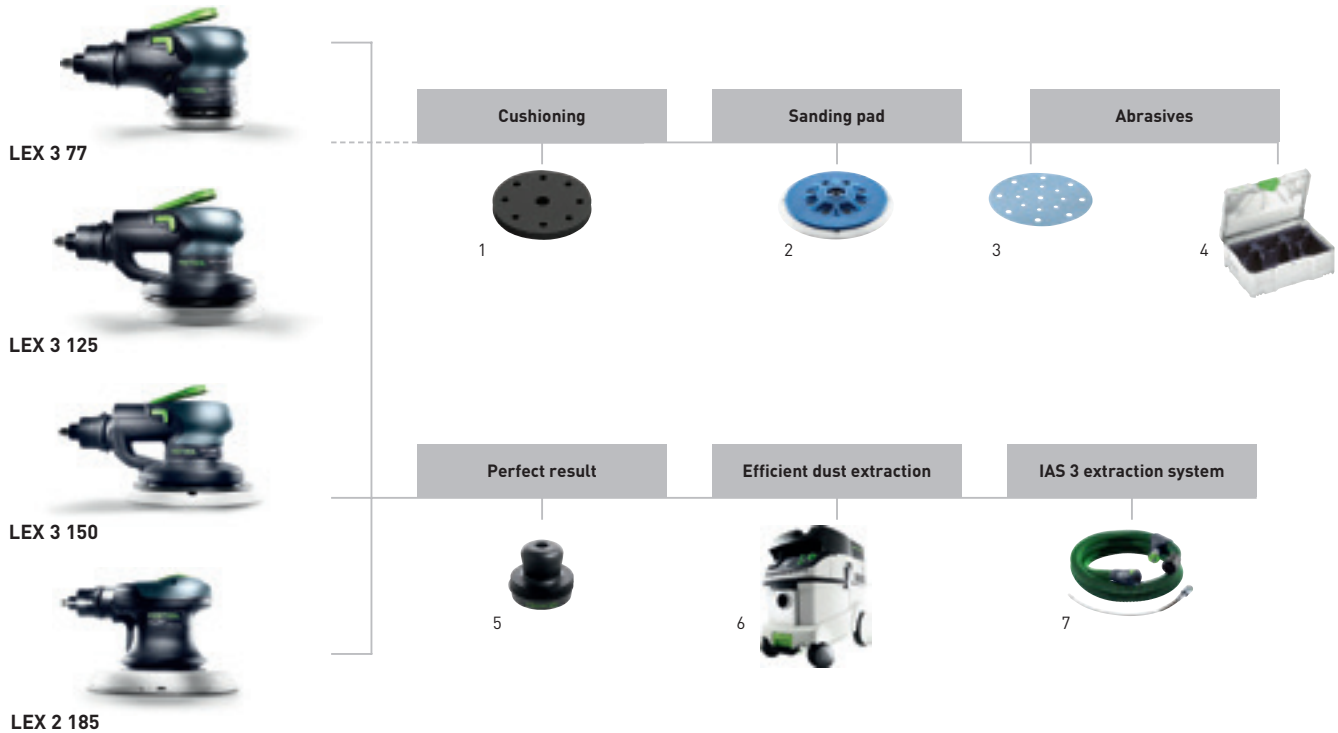 LEX 3 77
LEX 3 125
LEX 3 150
LEX 2 185
Cushioning
Sanding pad
Abrasives
1
2
3
4
Perfect result
Efficient dust extraction
IAS 3 extraction system
5
6
7